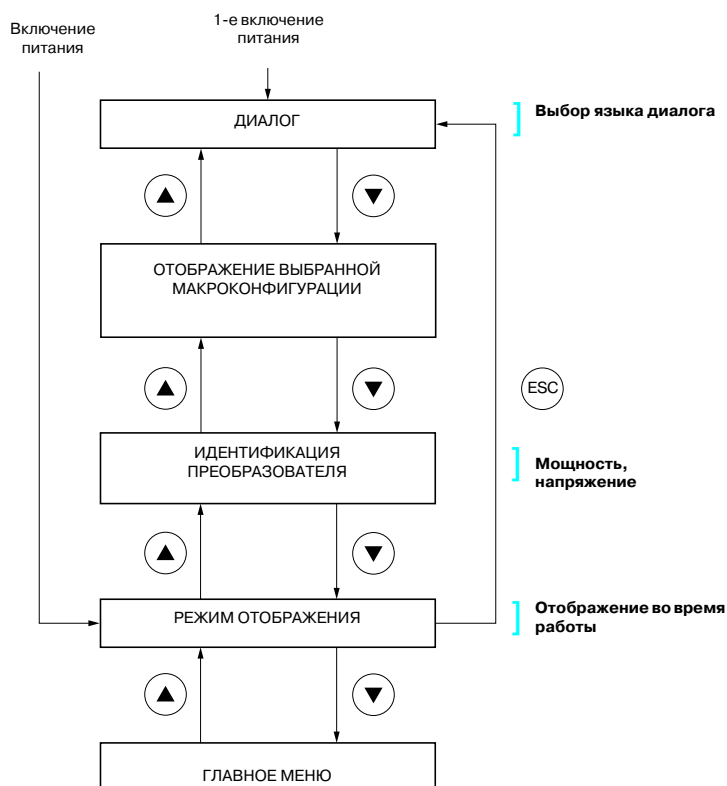 Включение
питания
1-е включение
питания
ДИАЛОГ
Выбор языка диалога
ОТОБРАЖЕНИЕ ВЫБРАННОЙ
МАКРОКОНФИГУРАЦИИ
ESC
ИДЕНТИФИКАЦИЯ
ПРЕОБРАЗОВАТЕЛЯ
Мощность,
напряжение
РЕЖИМ ОТОБРАЖЕНИЯ
Отображение во время
работы
ГЛАВНОЕ МЕНЮ